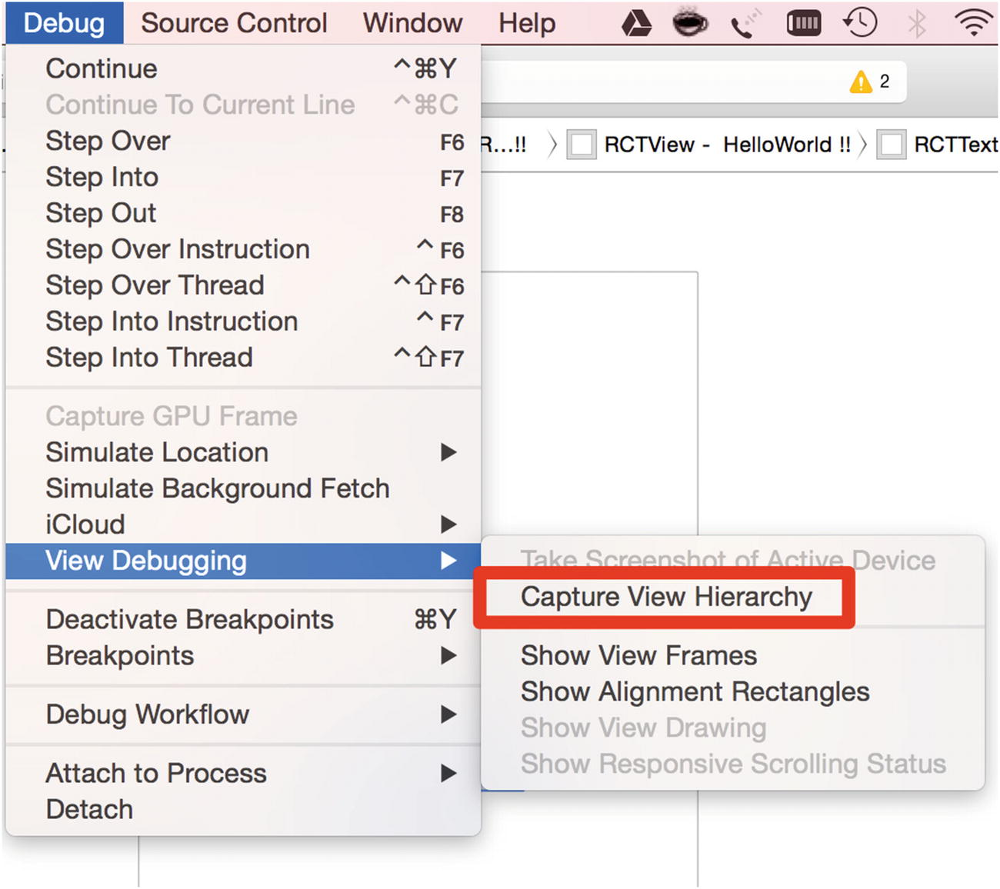 Debug Source Control Window Help
2
R...!! RCTView - HelloWorld !! RCTText
Continue ^⌘Y
Continue To Current Line ^⌘C
Step Over F6
Step Into F7
Step Out F8
Step Over Instruction ^ F6
Step Over Thread ^⇧F6
Step Into Instruction ^ F7
Step Into Thread ^⇧F7
Capture GPU Frame
Simulate Location
Simulate Background Fetch
iCloud
View Debugging
Deactivate Breakpoints ⌘Y
Breakpoints
Debug Workflow
Attach to Process
Detach
Take Screenshot of Active Device
Capture View Hierarchy
Show View Frames
Show Alignment Rectangles
Show View Drawing
Show Responsive Scrolling Status